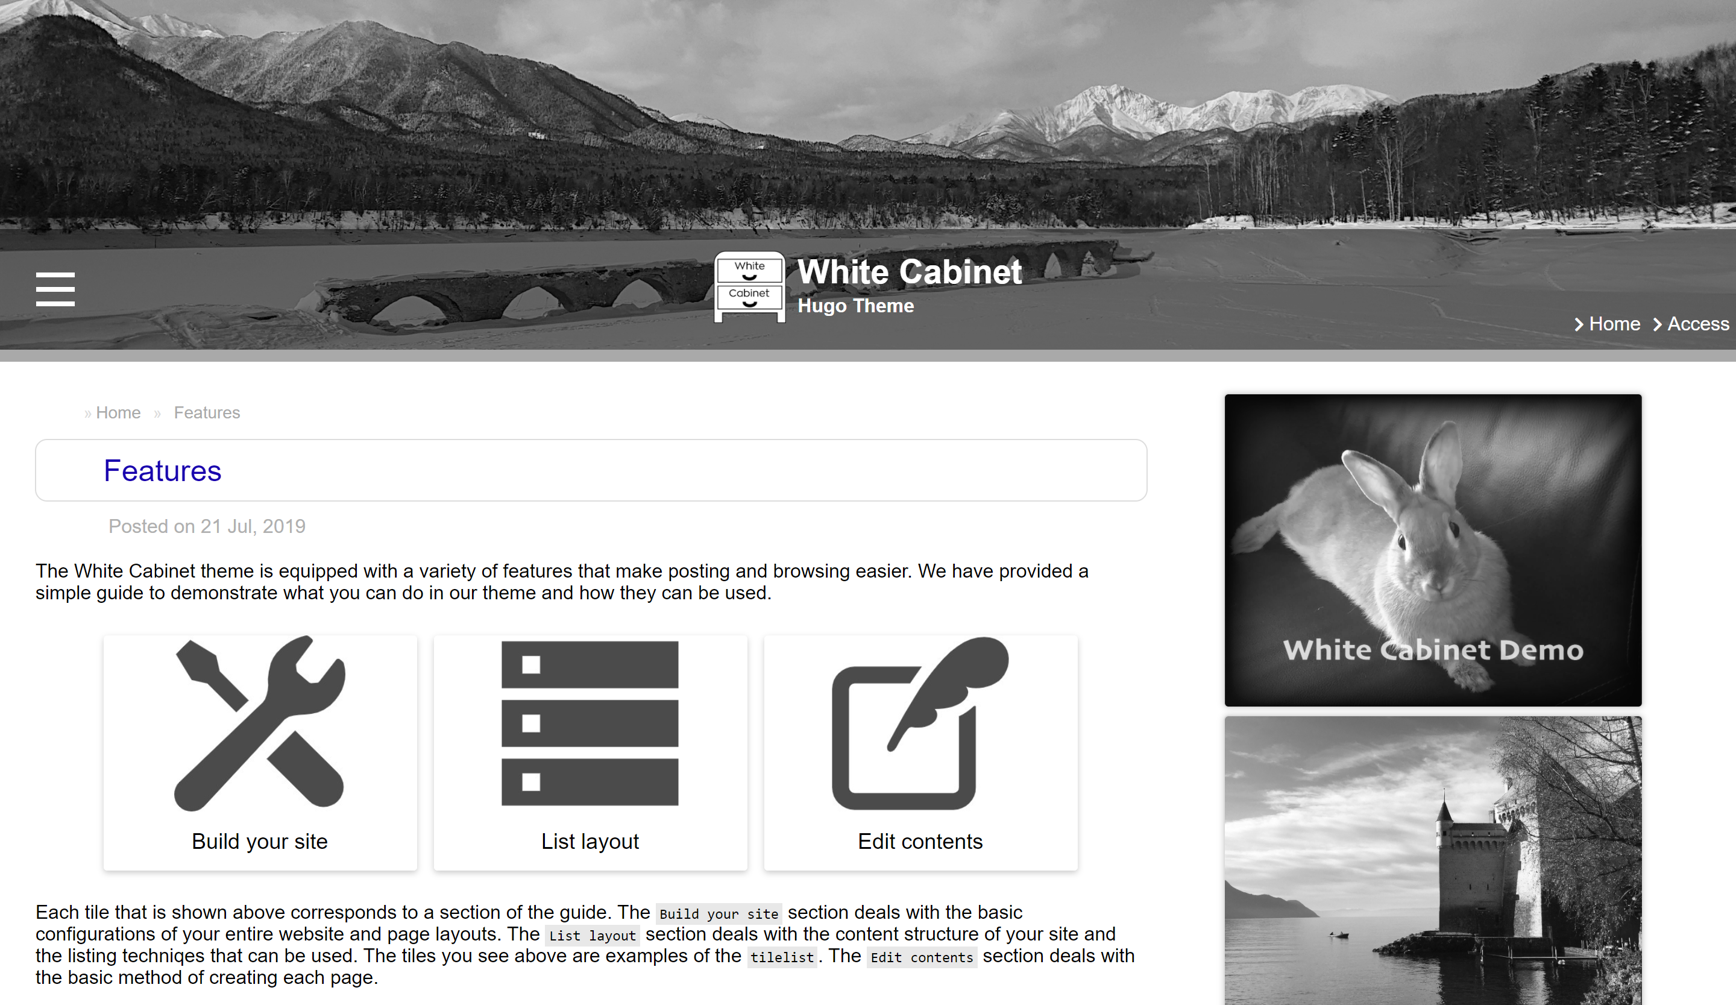 White
Cabinet
White Cabinet
Hugo Theme
Home Access
» Home » Features
Features
Posted on 21 Jul, 2019
The White Cabinet theme is equipped with a variety of features that make posting and browsing easier. We have provided a
simple guide to demonstrate what you can do in our theme and how they can be used.
White Cabinet Demo
Build your site
List layout
Edit contents
Each tile that is shown above corresponds to a section of the guide. The Build your site section deals with the basic
configurations of your entire website and page layouts. The List layout section deals with the content structure of your site and
the listing techniqes that can be used. The tiles you see above are examples of the tilelist. The Edit contents section deals with
the basic method of creating each page.